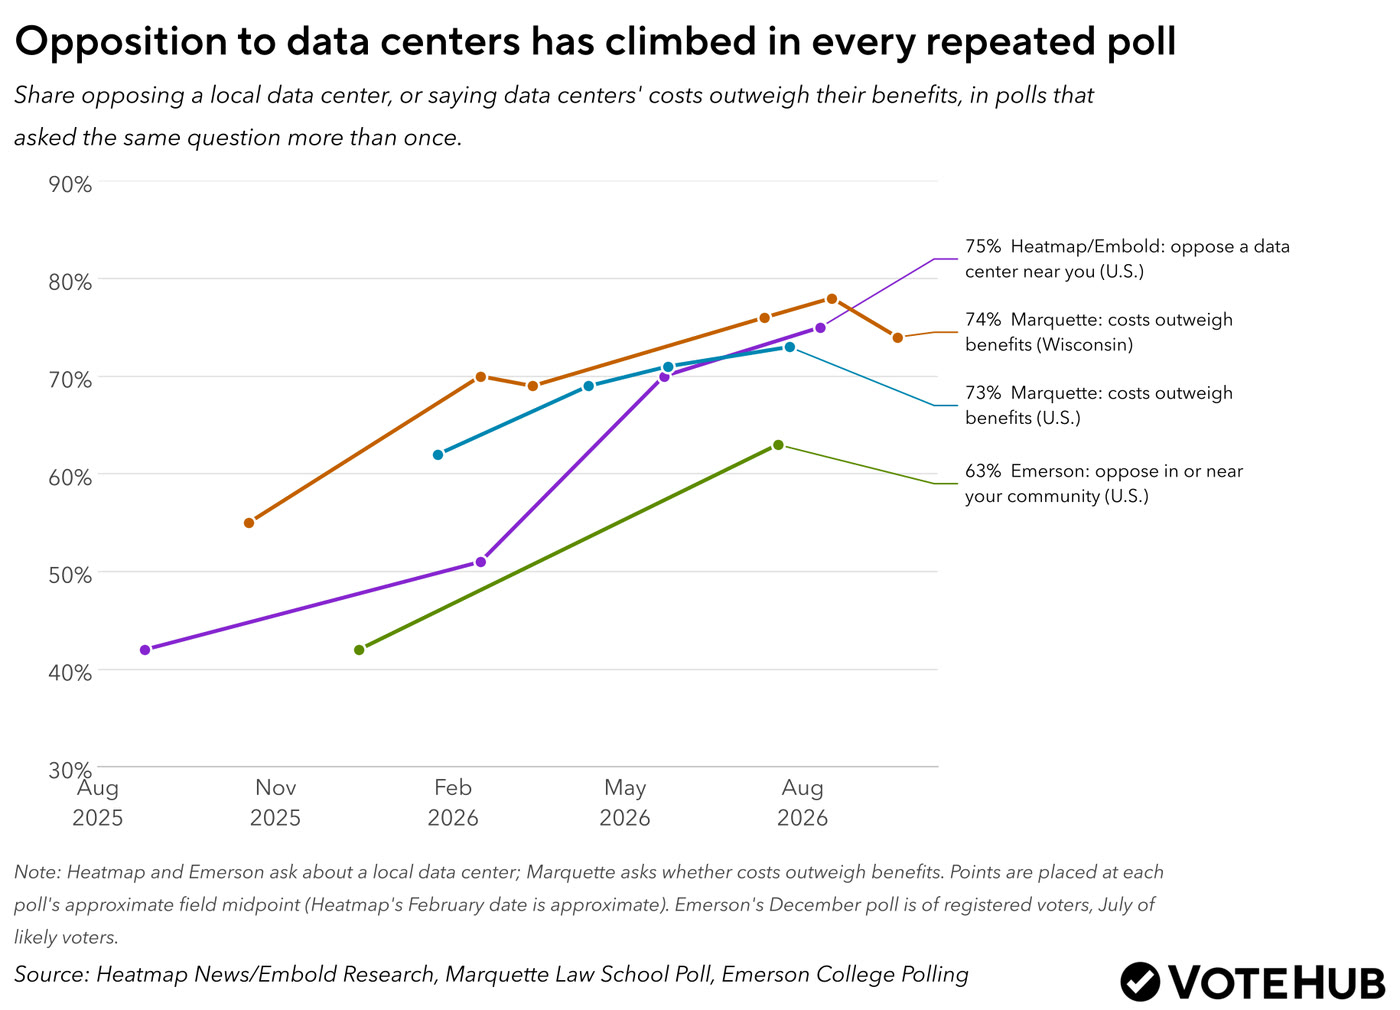 Opposition to data centers has climbed in every repeated poll
Share opposing a local data center, or saying data centers' costs outweigh their benefits, in polls that
asked the same question more than once.
90%
80%
70%
60%
50%
40%
30%
75% Heatmap/Embold: oppose a data
center near you (U.S.)
74% Marquette: costs outweigh
benefits (Wisconsin)
73% Marquette: costs outweigh
benefits (U.S.)
63% Emerson: oppose in or near
your community (U.S.)
Aug
2025
Nov
2025
Feb
2026
May
2026
Aug
2026
Note: Heatmap and Emerson ask about a local data center; Marquette asks whether costs outweigh benefits. Points are placed at each
poll's approximate field midpoint (Heatmap's February date is approximate). Emerson's December poll is of registered voters, July of
likely voters.
Source: Heatmap News/Embold Research, Marquette Law School Poll, Emerson College Polling
VOTEHUB